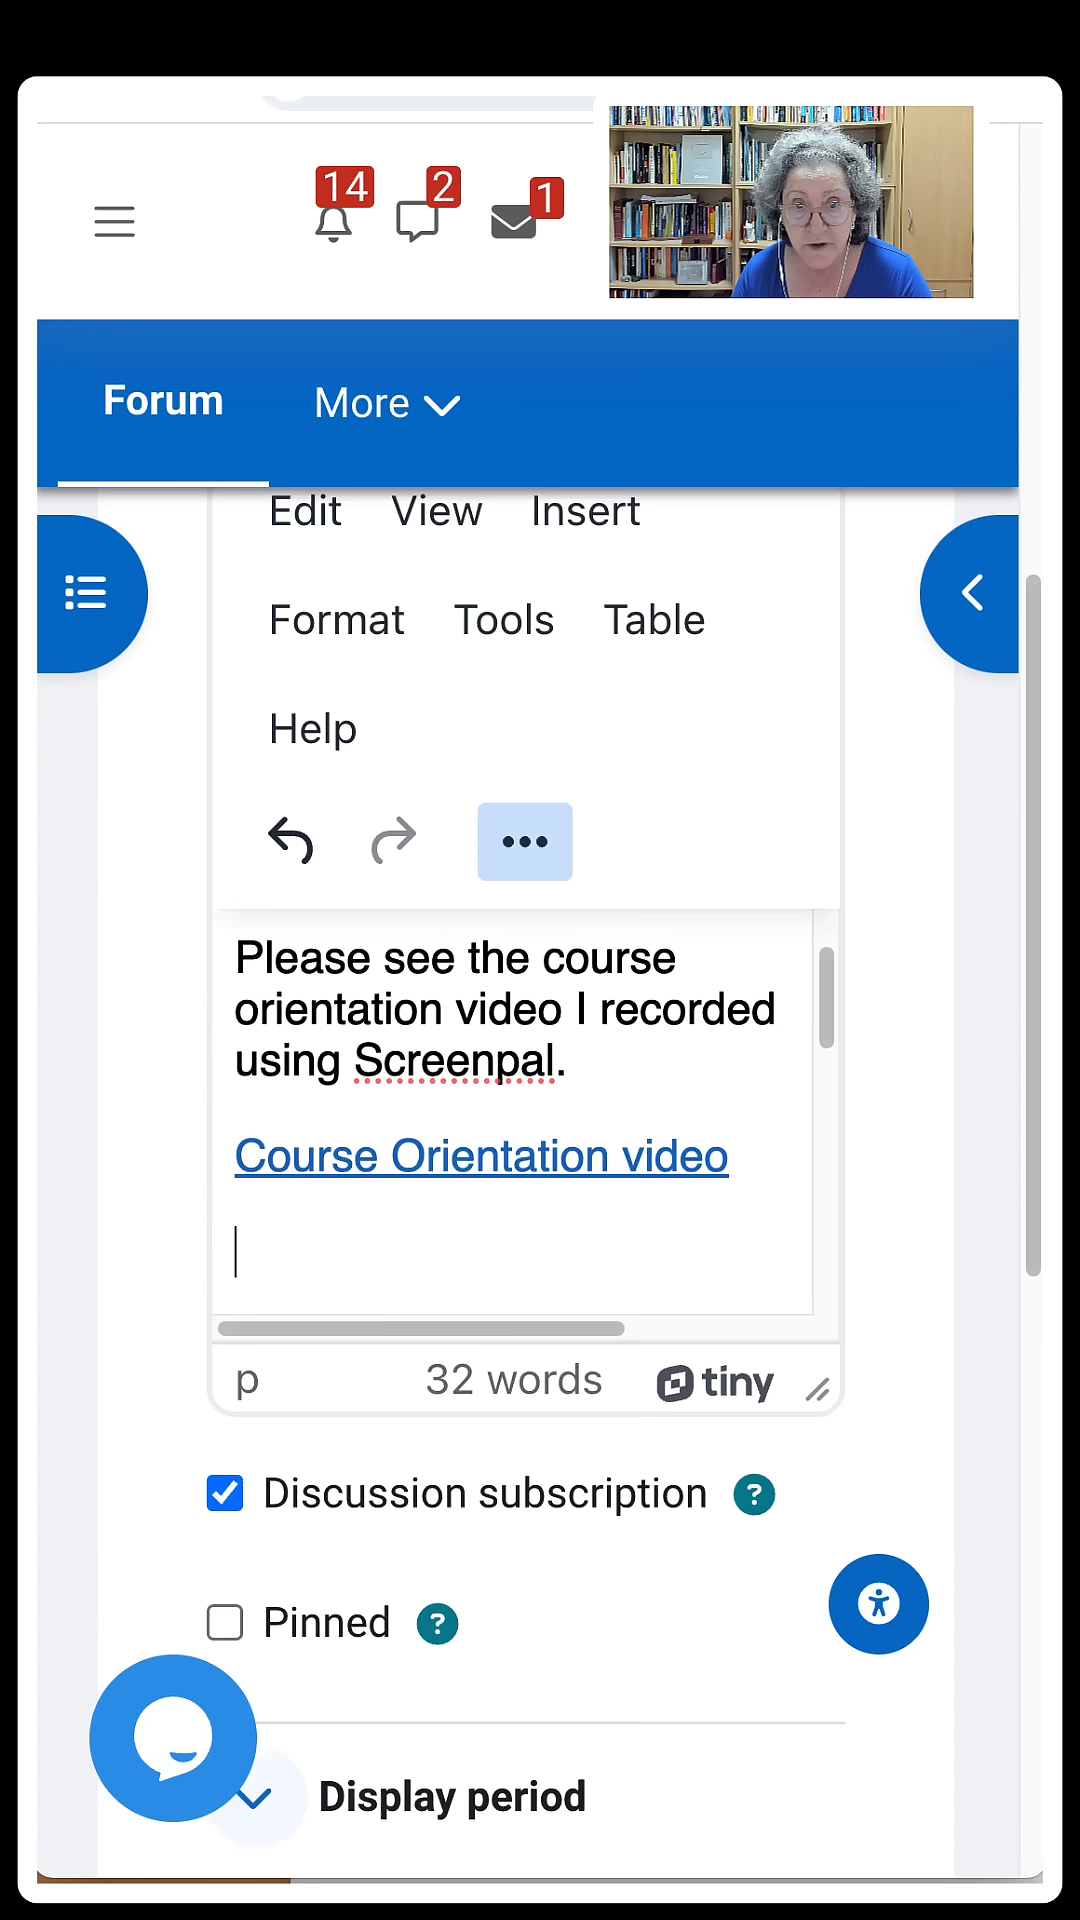 14 2 1
Forum More
Edit View Insert
Format Tools Table
Help
Please see the course
orientation video I recorded
using Screenpal.
Course Orientation video
p 32 words tiny
Discussion subscription ?
Pinned ?
Display period